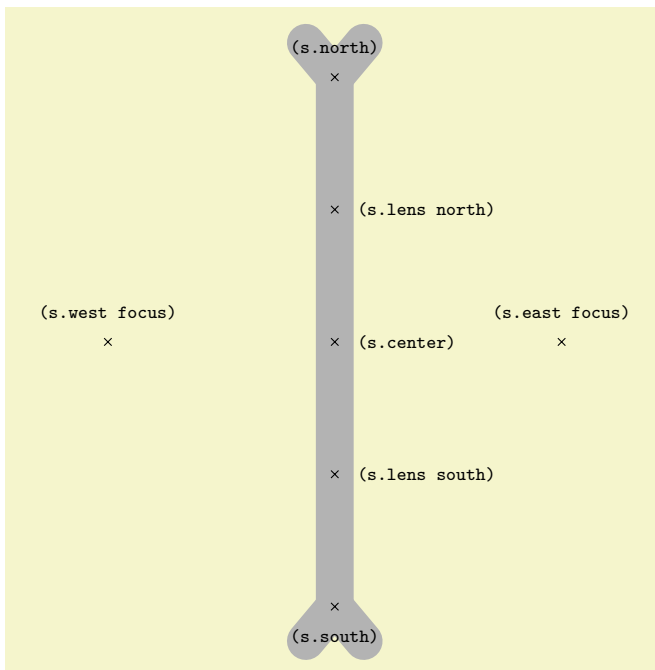 (s.north)
(s.lens north)
(s.west focus)
(s.east focus)
(s.center)
(s.lens south)
(s.south)